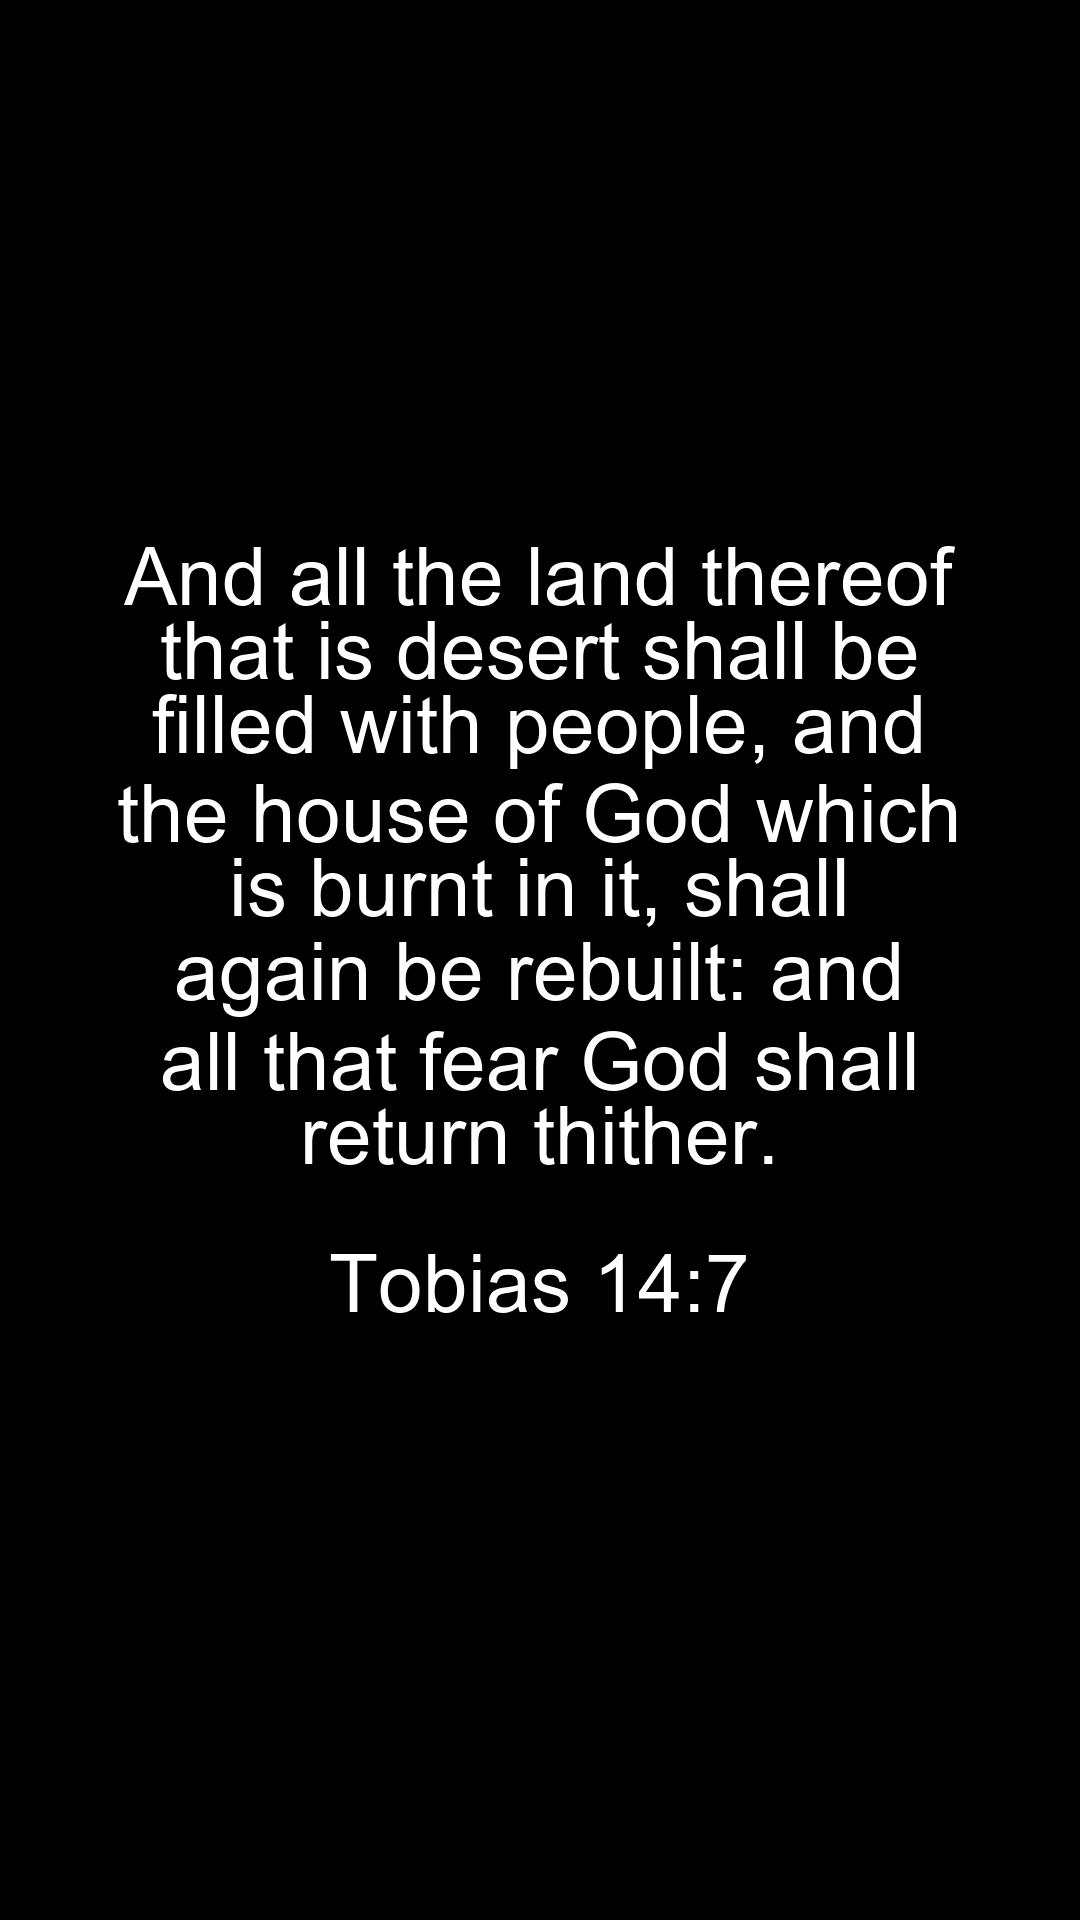 And all the land thereof
that is desert shall be
filled with people, and
the house of God which
is burnt in it, shall
again be rebuilt: and
all that fear God shall
return thither.
Tobias 14:7